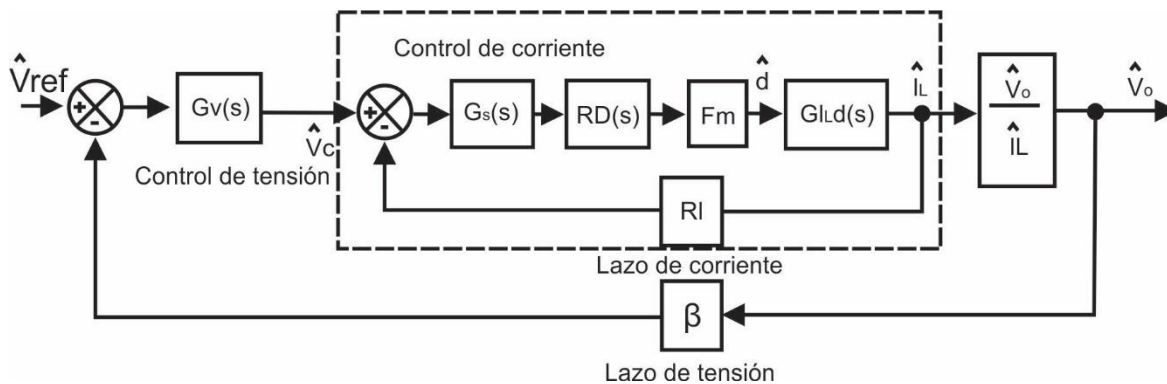 Control de corriente
V̂ref
+
-
Gv(s)
V̂c
Control de tensión
+
-
Gs(s)
RD(s)
Fm
d̂
GILd(s)
ÎL
V̂o
ÎL
V̂o
RI
Lazo de corriente
β
Lazo de tensión